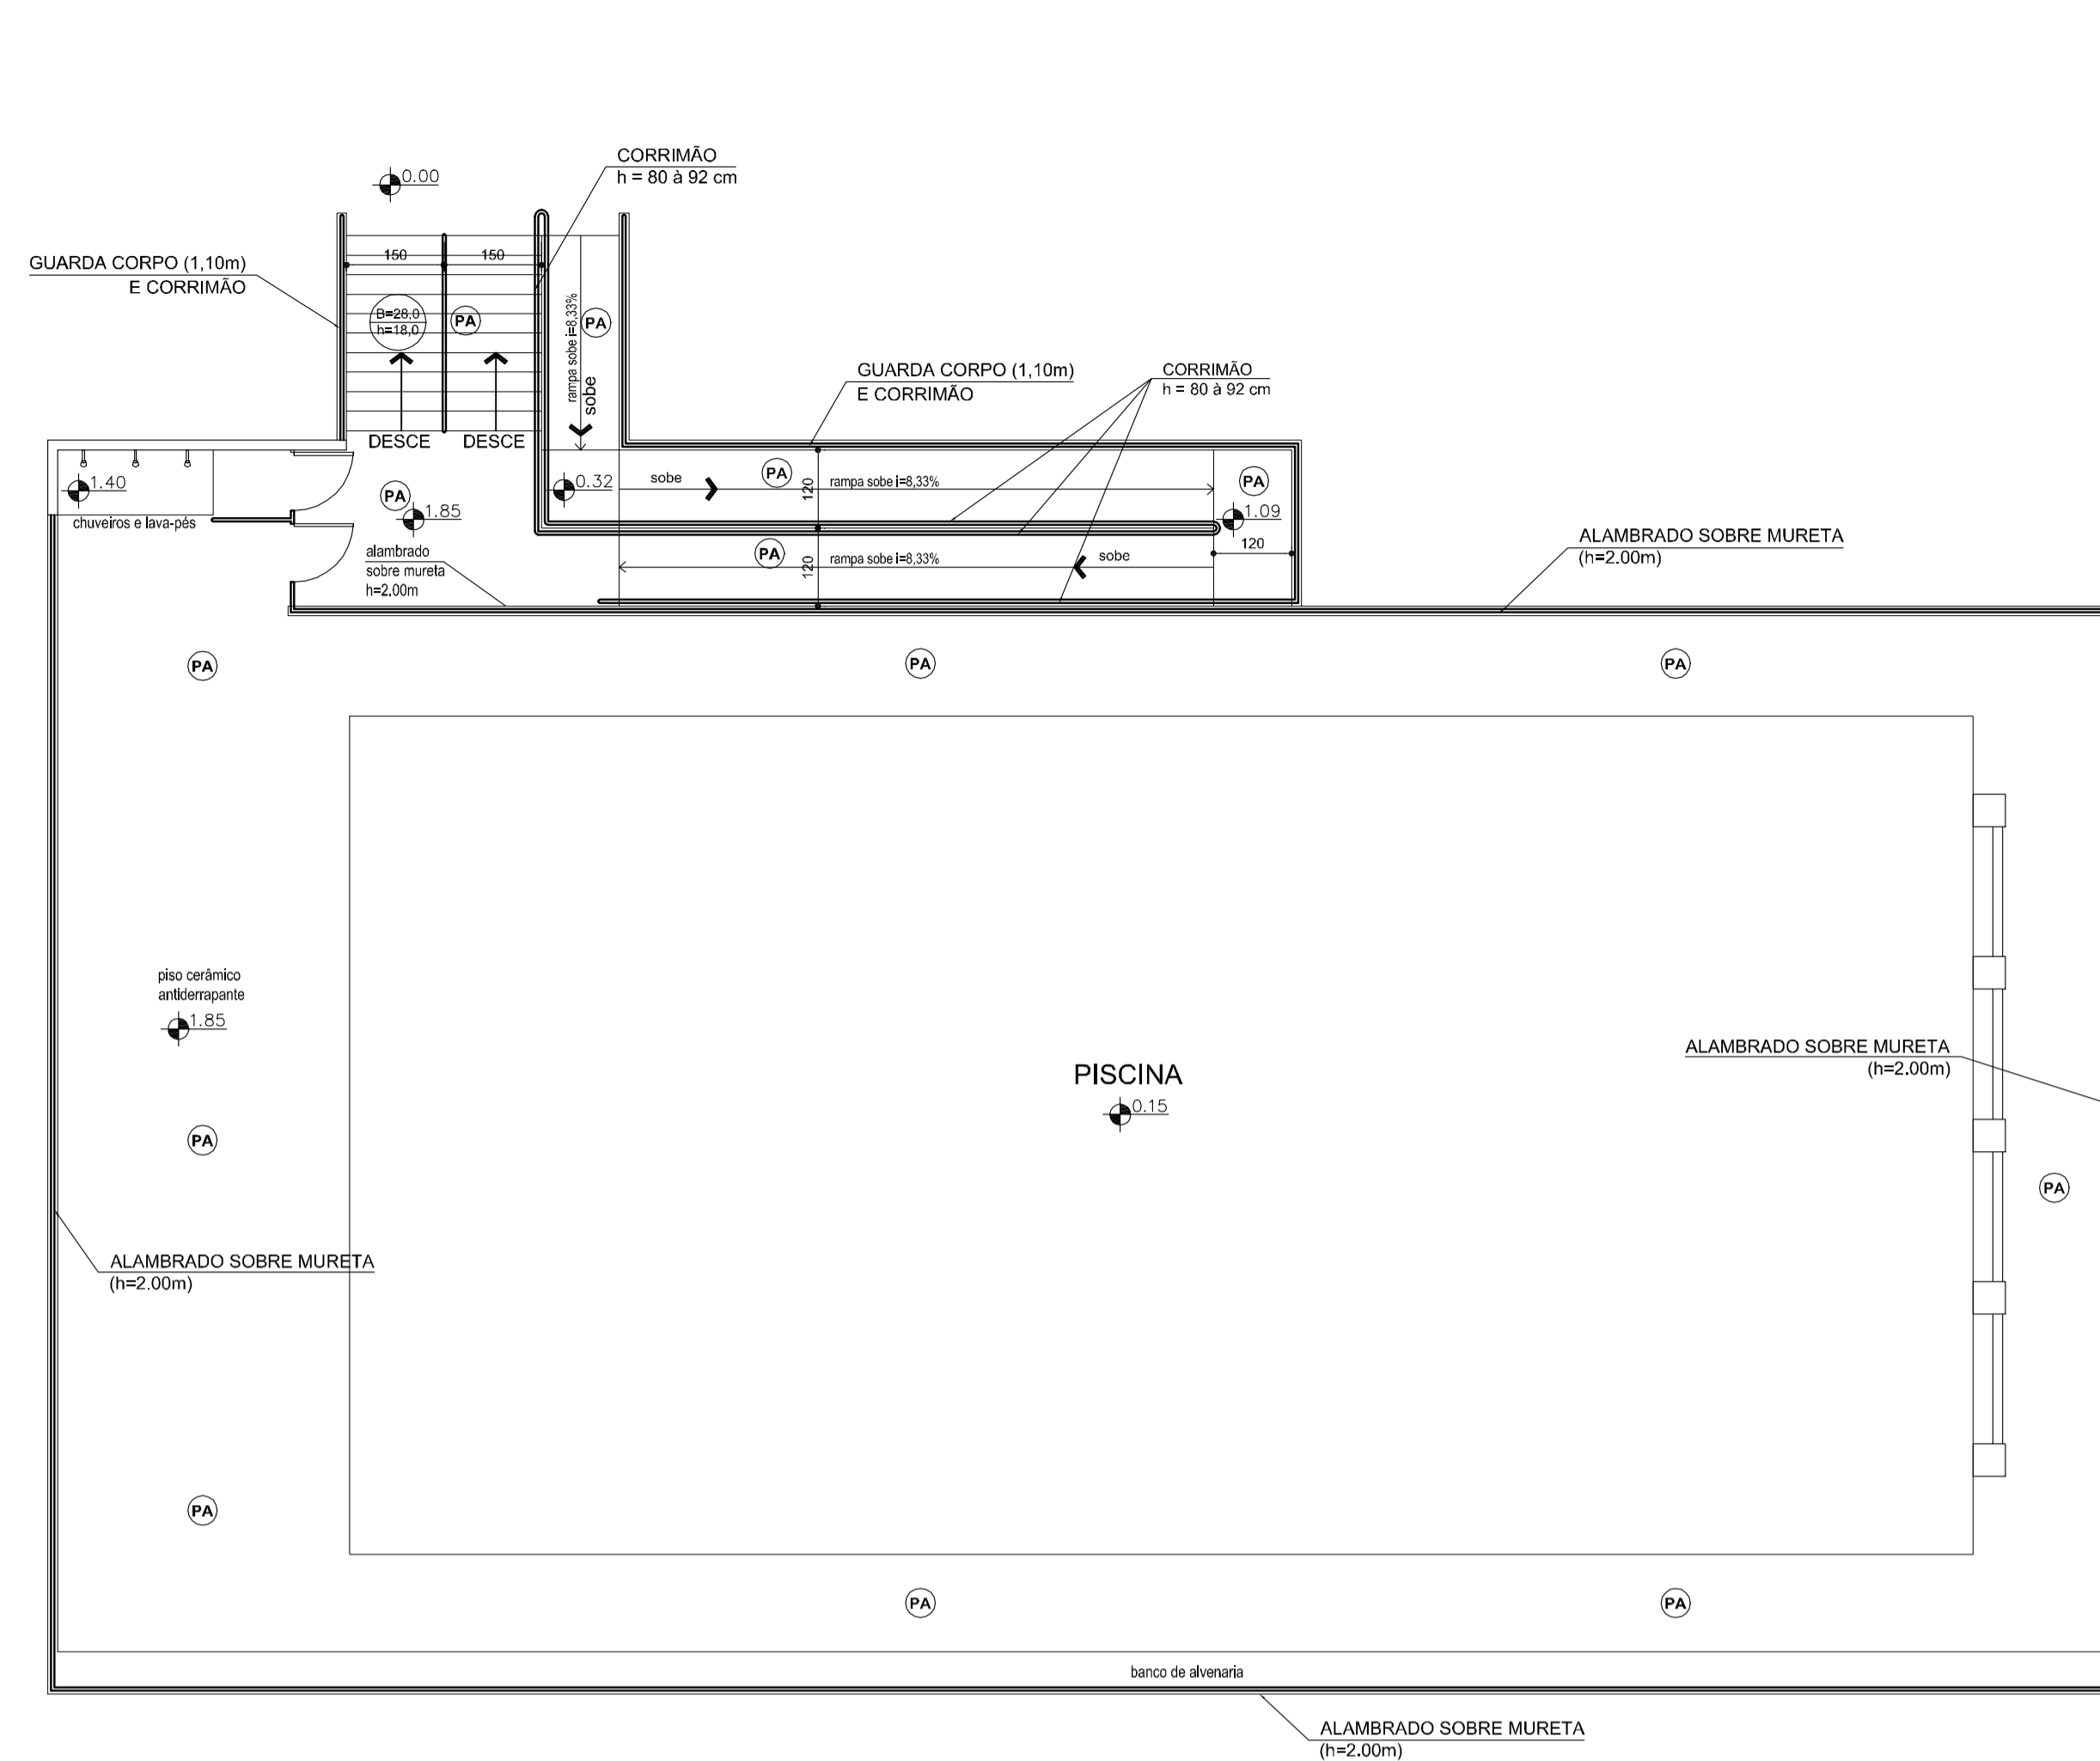 CORRIMÃO
h = 80 à 92 cm
0.00
GUARDA CORPO (1,10m)
E CORRIMÃO
150
150
B=28,0
h=18,0
PA
rampa sobe i=8,33%
sobe
PA
DESCE
DESCE
GUARDA CORPO (1,10m)
E CORRIMÃO
CORRIMÃO
h = 80 à 92 cm
1.40
chuveiros e lava-pés
PA
1.85
alambrado
sobre mureta
h=2.00m
0.32
sobe
PA
120
rampa sobe i=8,33%
PA
1.09
120
PA
120
rampa sobe i=8,33%
sobe
ALAMBRADO SOBRE MURETA
(h=2.00m)
PA
PA
PA
piso cerâmico
antiderrapante
1.85
PISCINA
0.15
ALAMBRADO SOBRE MURETA
(h=2.00m)
PA
PA
ALAMBRADO SOBRE MURETA
(h=2.00m)
PA
PA
PA
banco de alvenaria
ALAMBRADO SOBRE MURETA
(h=2.00m)